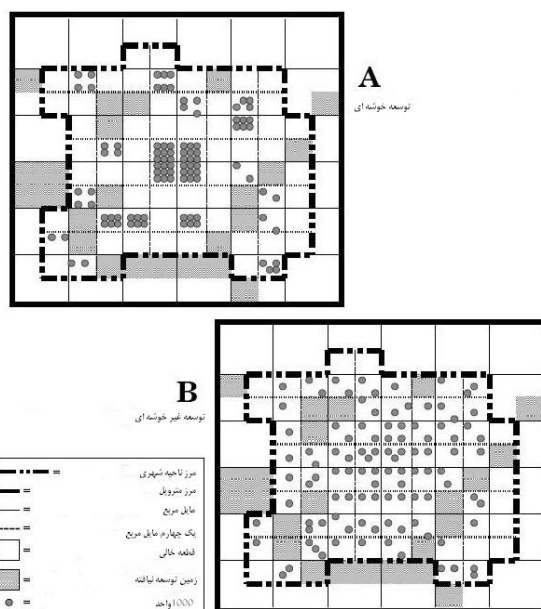 A
توسعه خوشه ای
B
توسعه غیر خوشه ای
مرز ناحیه شهری =
مرز متروپل =
مایل مربع =
یک چهارم مایل مربع =
قطعه خالی =
زمین توسعه نیافته =
1000واحد =